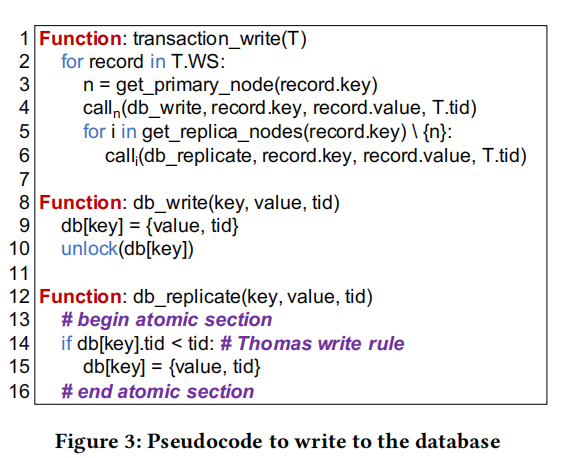 1 Function: transaction_write(T)
2 for record in T.WS:
3 n = get_primary_node(record.key)
4 calln(db_write, record.key, record.value, T.tid)
5 for i in get_replica_nodes(record.key) \ {n}:
6 calli(db_replicate, record.key, record.value, T.tid)
7
8 Function: db_write(key, value, tid)
9 db[key] = {value, tid}
10 unlock(db[key])
11
12 Function: db_replicate(key, value, tid)
13 # begin atomic section
14 if db[key].tid < tid: # Thomas write rule
15 db[key] = {value, tid}
16 # end atomic section
Figure 3: Pseudocode to write to the database